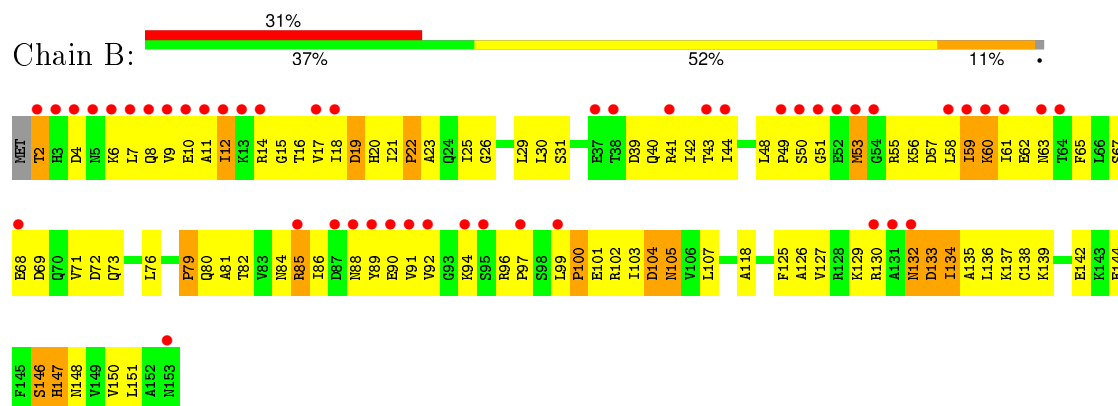 31%
Chain B:
37% 52% 11% •
MET T2 H3 D4 N5 K6 L7 Q8 V9 E10 A11 I12 K13 R14 G15 T16 V17 I18 D19 H20 I21 P22 A23 Q24 I25 G26 L29 L30 S31 E37 T38 D39 Q40 R41 I42 T43 I44 L48 P49 S50 G51 E52 M53 G54 R55 K56 D57 L58 I59 K60 I61 E62 N63 T64 F65 L66 S67
E68 D69 Q70 V71 D72 Q73 L76 P79 Q80 A81 T82 V83 N84 R85 I86 D87 N88 Y89 E90 V91 V92 G93 K94 S95 R96 P97 S98 L99 P100 E101 R102 I103 D104 N105 V106 L107 A118 F125 A126 V127 R128 K129 R130 A131 N132 D133 I134 A135 L136 K137 C138 K139 E142 K143 E144
F145 S146 H147 N148 V149 V150 L151 A152 N153